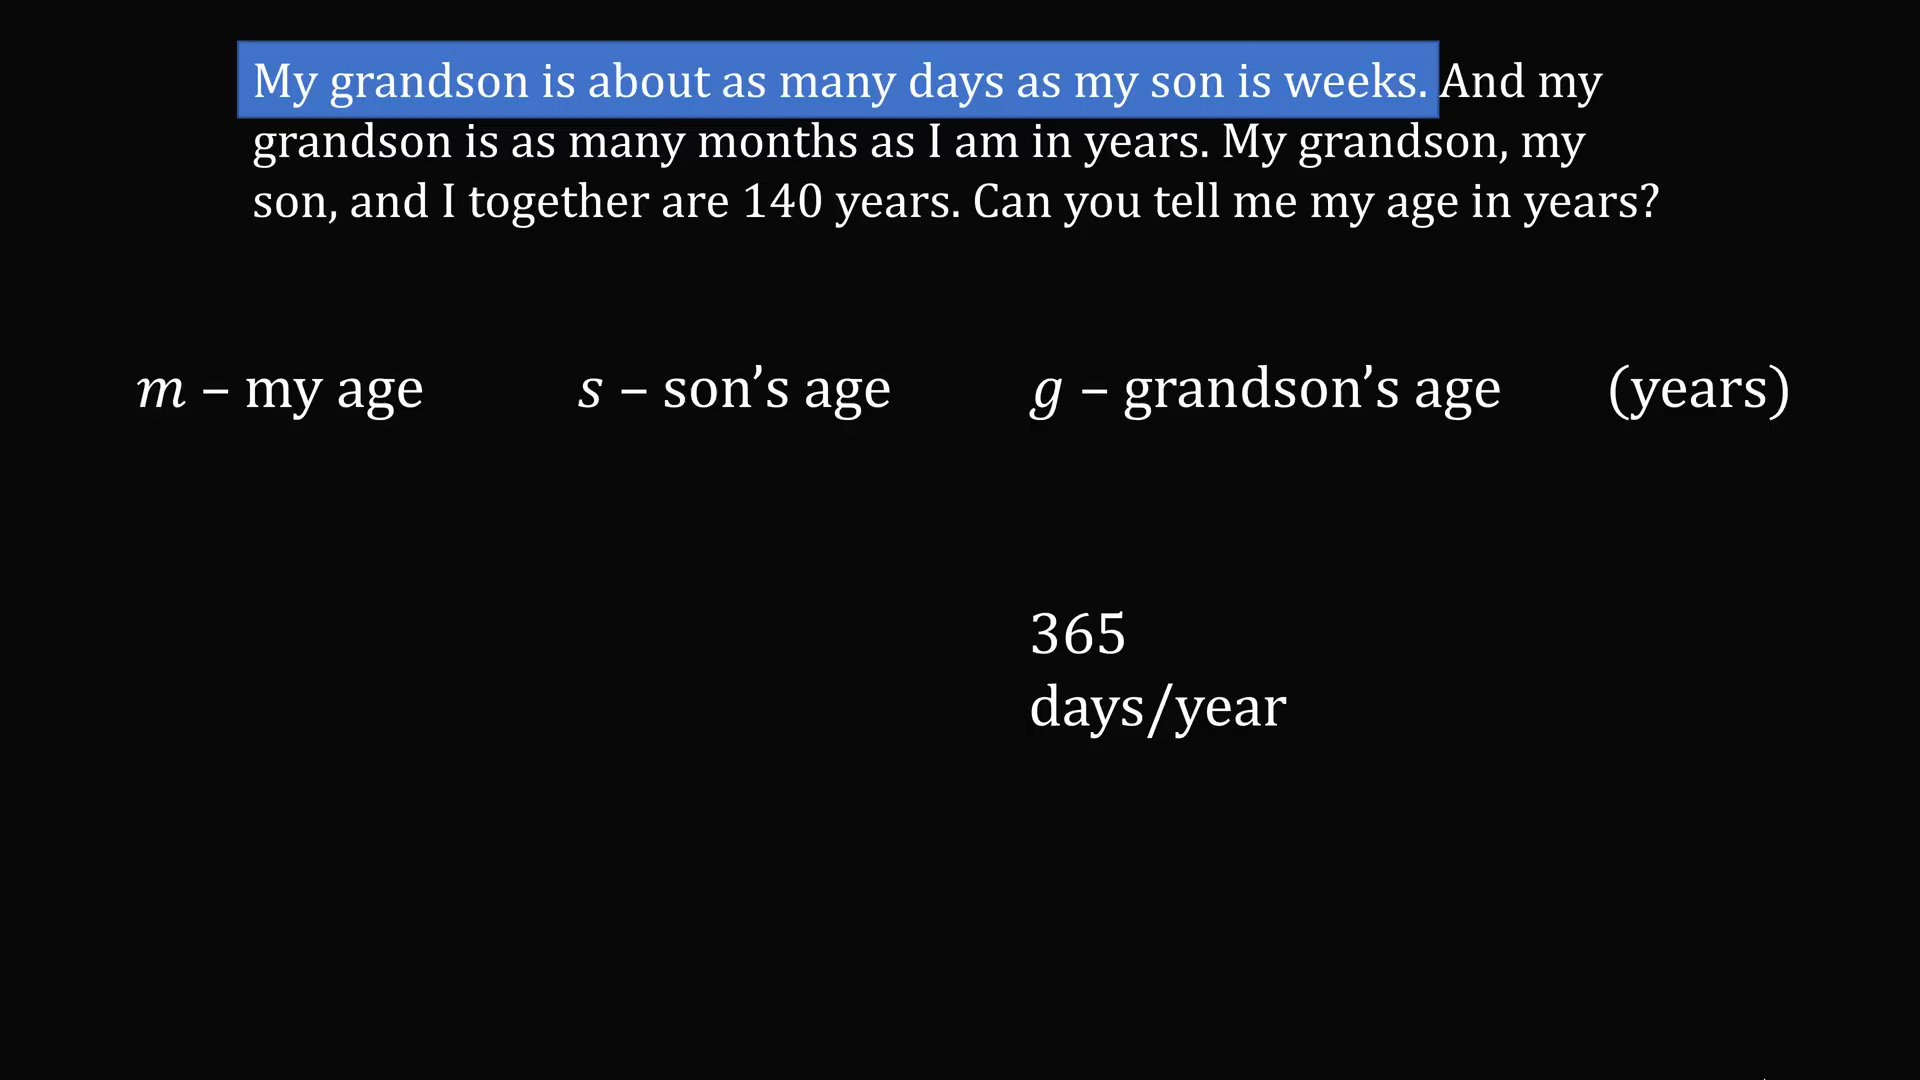 My grandson is about as many days as my son is weeks. And my
grandson is as many months as I am in years. My grandson, my
son, and I together are 140 years. Can you tell me my age in years?
m – my age s – son’s age g – grandson’s age (years)
365
days/year